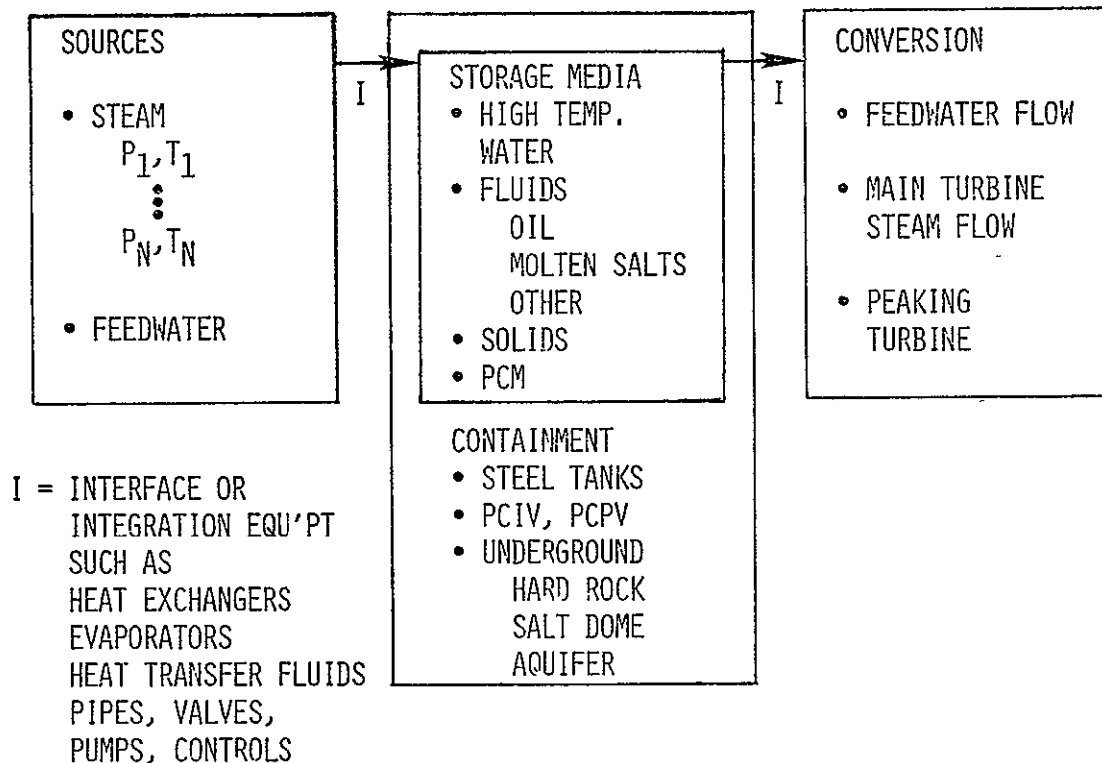 SOURCES
• STEAM
P1,T1
⋮
PN,TN
• FEEDWATER
I
STORAGE MEDIA
• HIGH TEMP.
WATER
• FLUIDS
OIL
MOLTEN SALTS
OTHER
• SOLIDS
• PCM
CONTAINMENT
• STEEL TANKS
• PCIV, PCPV
• UNDERGROUND
HARD ROCK
SALT DOME
AQUIFER
I
CONVERSION
• FEEDWATER FLOW
• MAIN TURBINE
STEAM FLOW
• PEAKING
TURBINE
I = INTERFACE OR
INTEGRATION EQU'PT
SUCH AS
HEAT EXCHANGERS
EVAPORATORS
HEAT TRANSFER FLUIDS
PIPES, VALVES,
PUMPS, CONTROLS